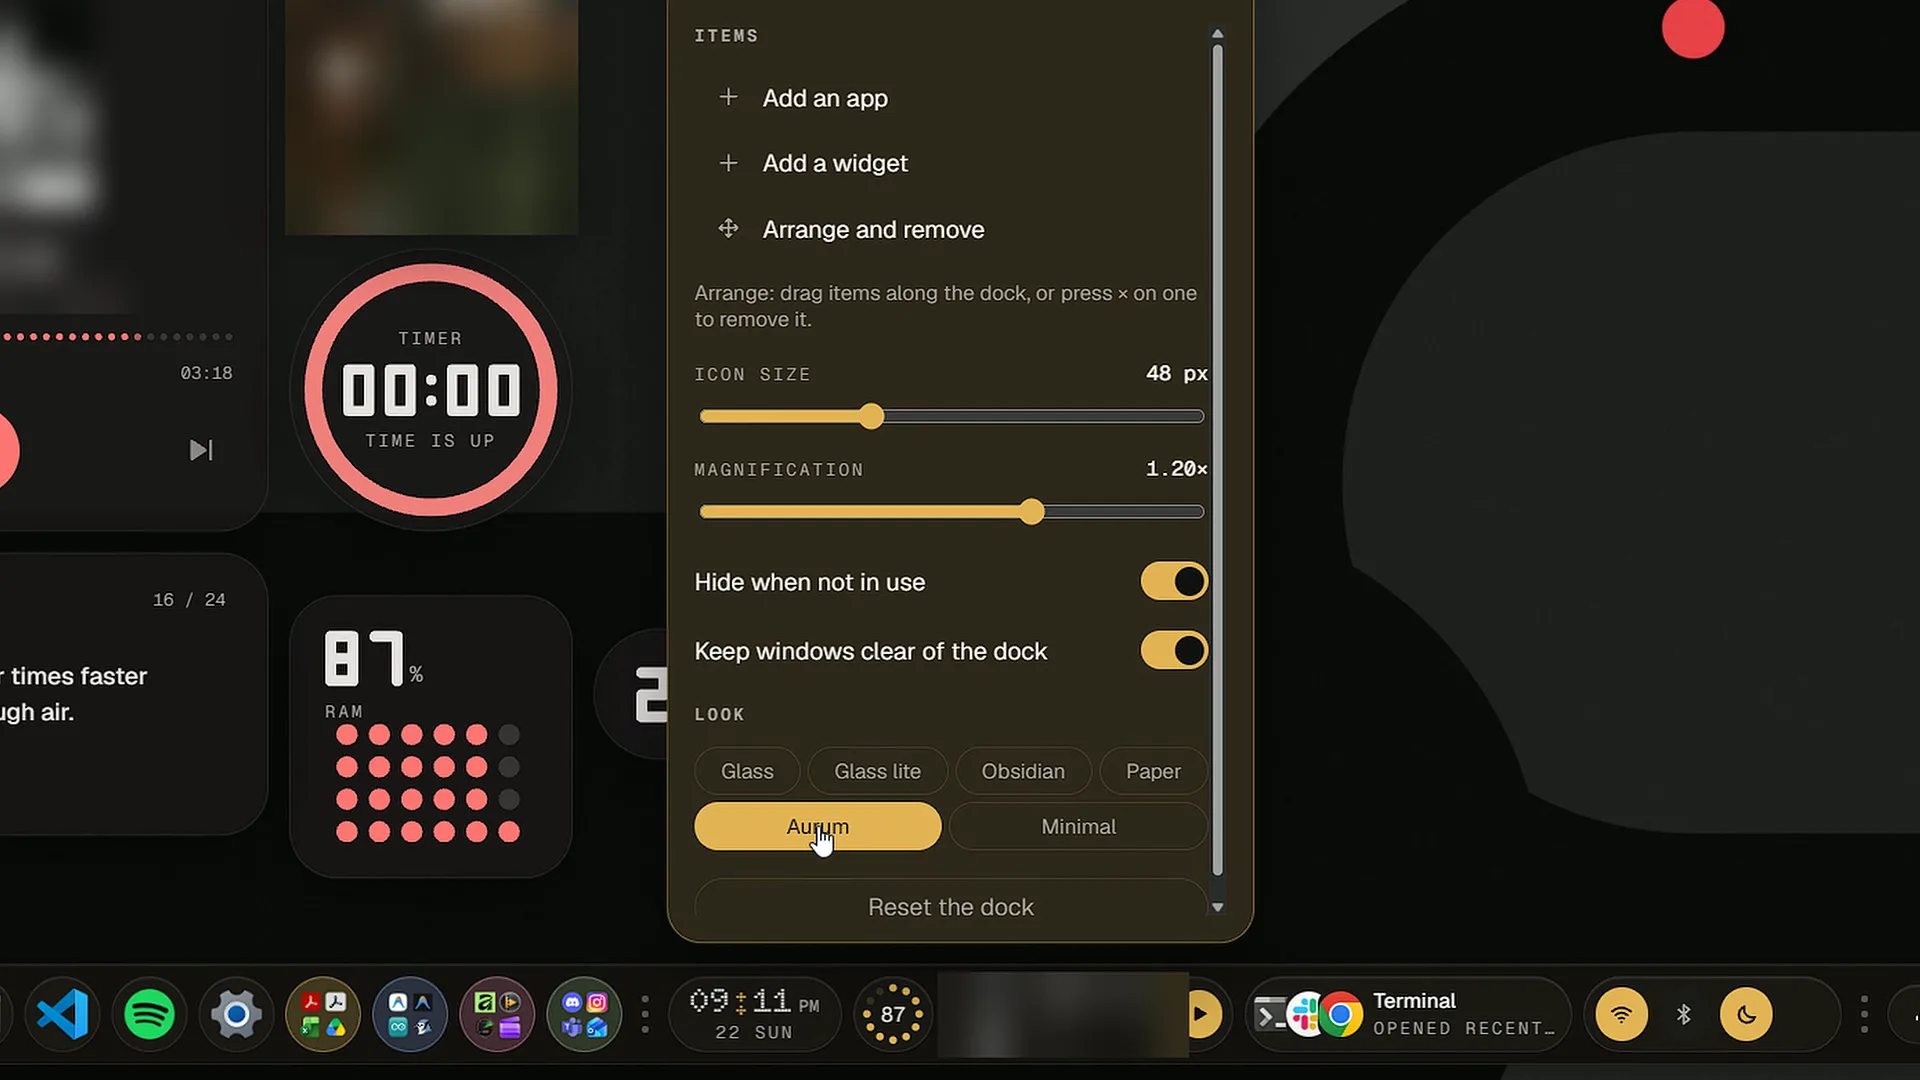 ITEMS
Add an app
Add a widget
Arrange and remove
Arrange: drag items along the dock, or press × on one
to remove it.
ICON SIZE
48 px
MAGNIFICATION
1.20×
Hide when not in use
Keep windows clear of the dock
LOOK
Glass
Glass lite
Obsidian
Paper
Aurum
Minimal
Reset the dock
03:18
TIMER
00:00
TIME IS UP
16 / 24
times faster
ugh air.
87%
RAM
2
09:11 PM
22 SUN
87
Terminal
OPENED RECENT…